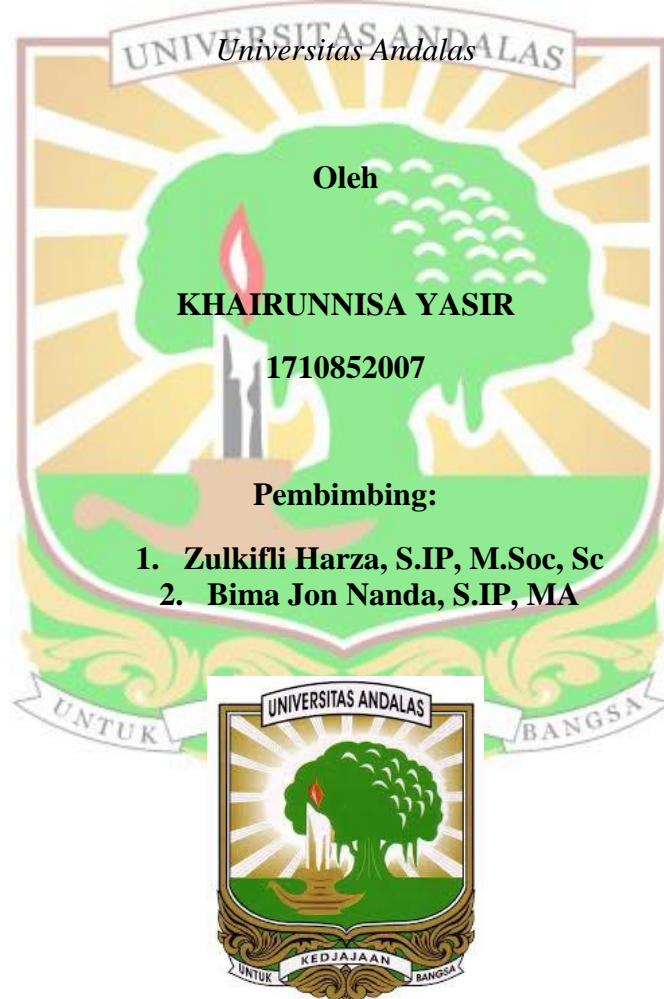 UNIVERSITAS ANDALAS
Universitas Andalas
Oleh
KHAIRUNNISA YASIR
1710852007
Pembimbing:
1. Zulkifli Harza, S.IP, M.Soc, Sc
2. Bima Jon Nanda, S.IP, MA
UNTUK BANGSA
UNIVERSITAS ANDALAS
UNTUK KEDJAJAAN BANGSA